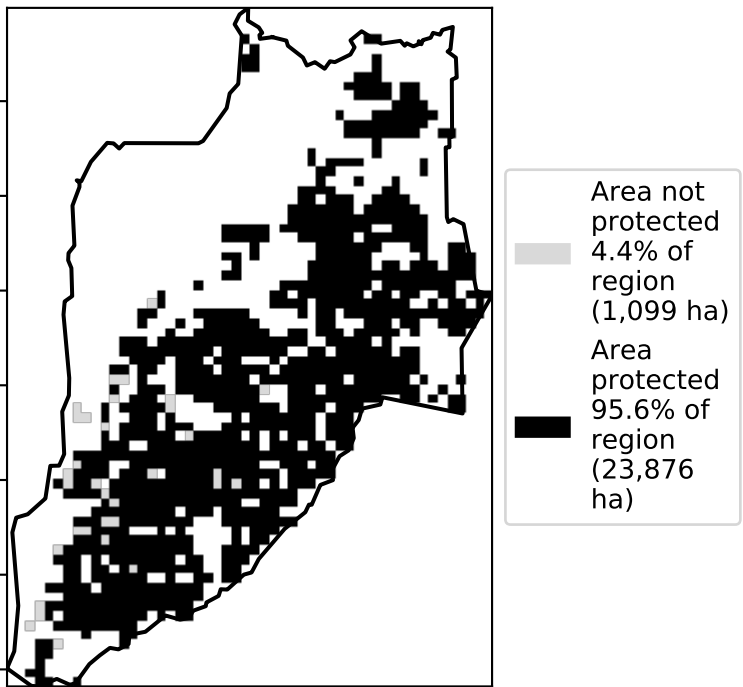 Area not
protected
4.4% of
region
(1,099 ha)
Area
protected
95.6% of
region
(23,876
ha)